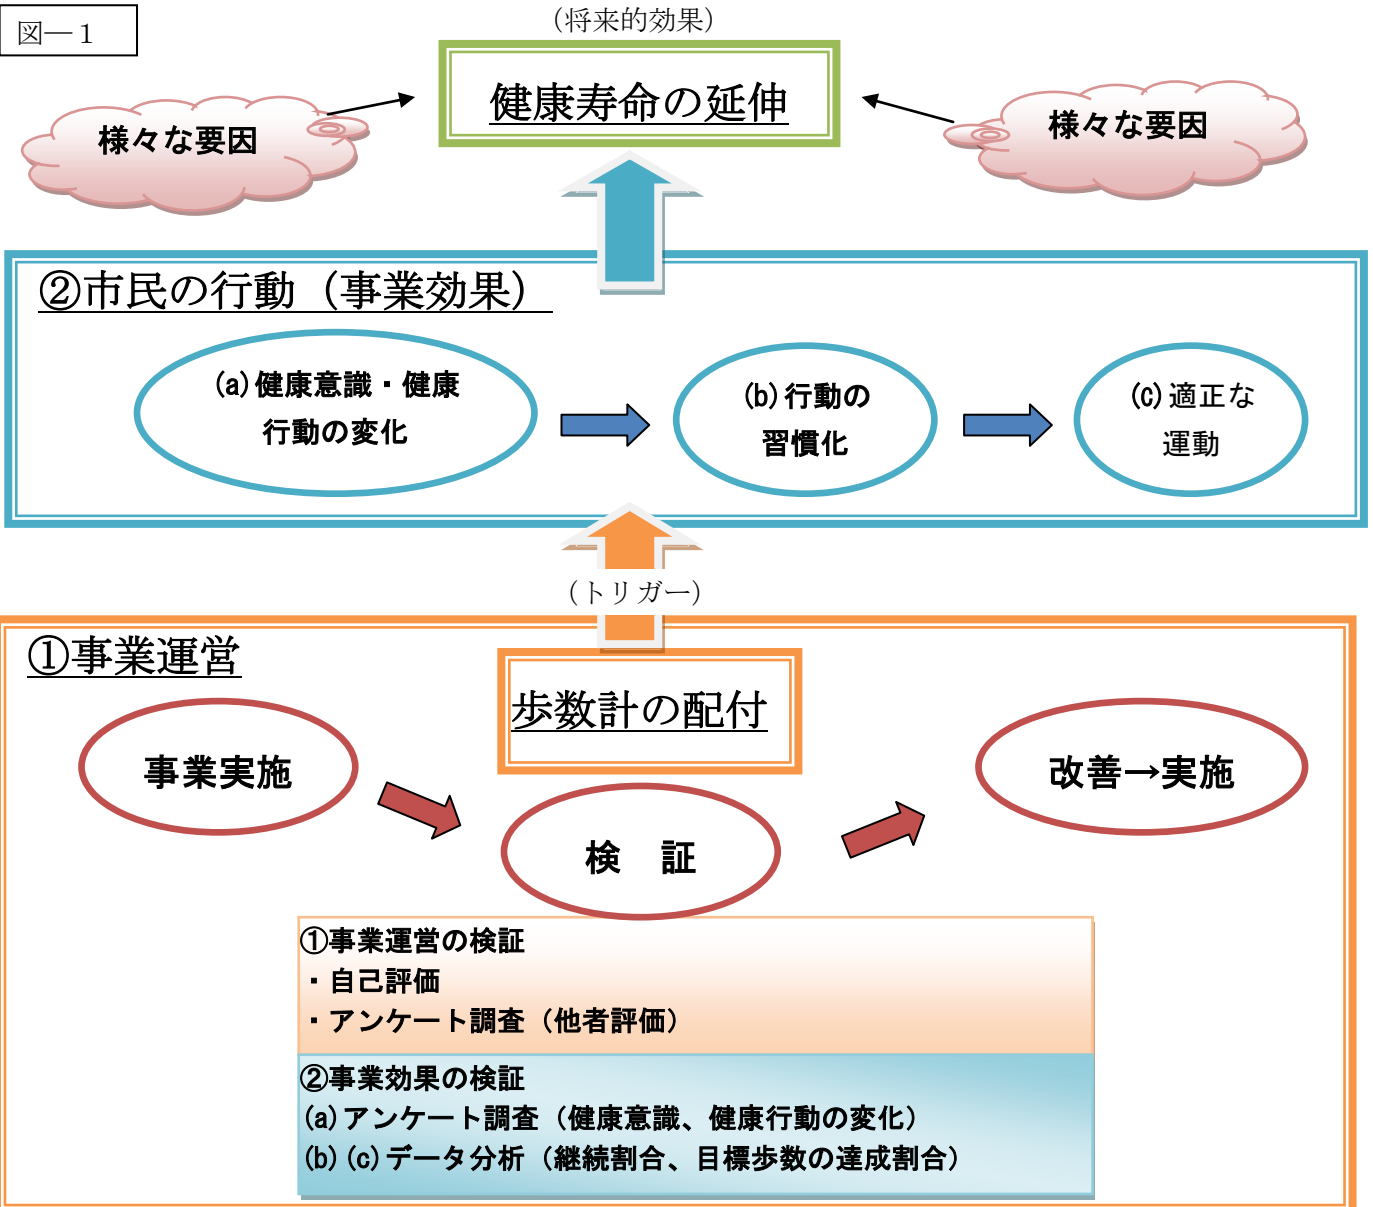 図―１
（将来的効果）
健康寿命の延伸
様々な要因
様々な要因
②市民の行動（事業効果）
(a)健康意識・健康
行動の変化
(b)行動の
習慣化
(c)適正な
運動
（トリガー）
①事業運営
歩数計の配付
事業実施
検　証
改善→実施
①事業運営の検証
・自己評価
・アンケート調査（他者評価）
②事業効果の検証
(a)アンケート調査（健康意識、健康行動の変化）
(b)(c)データ分析（継続割合、目標歩数の達成割合）